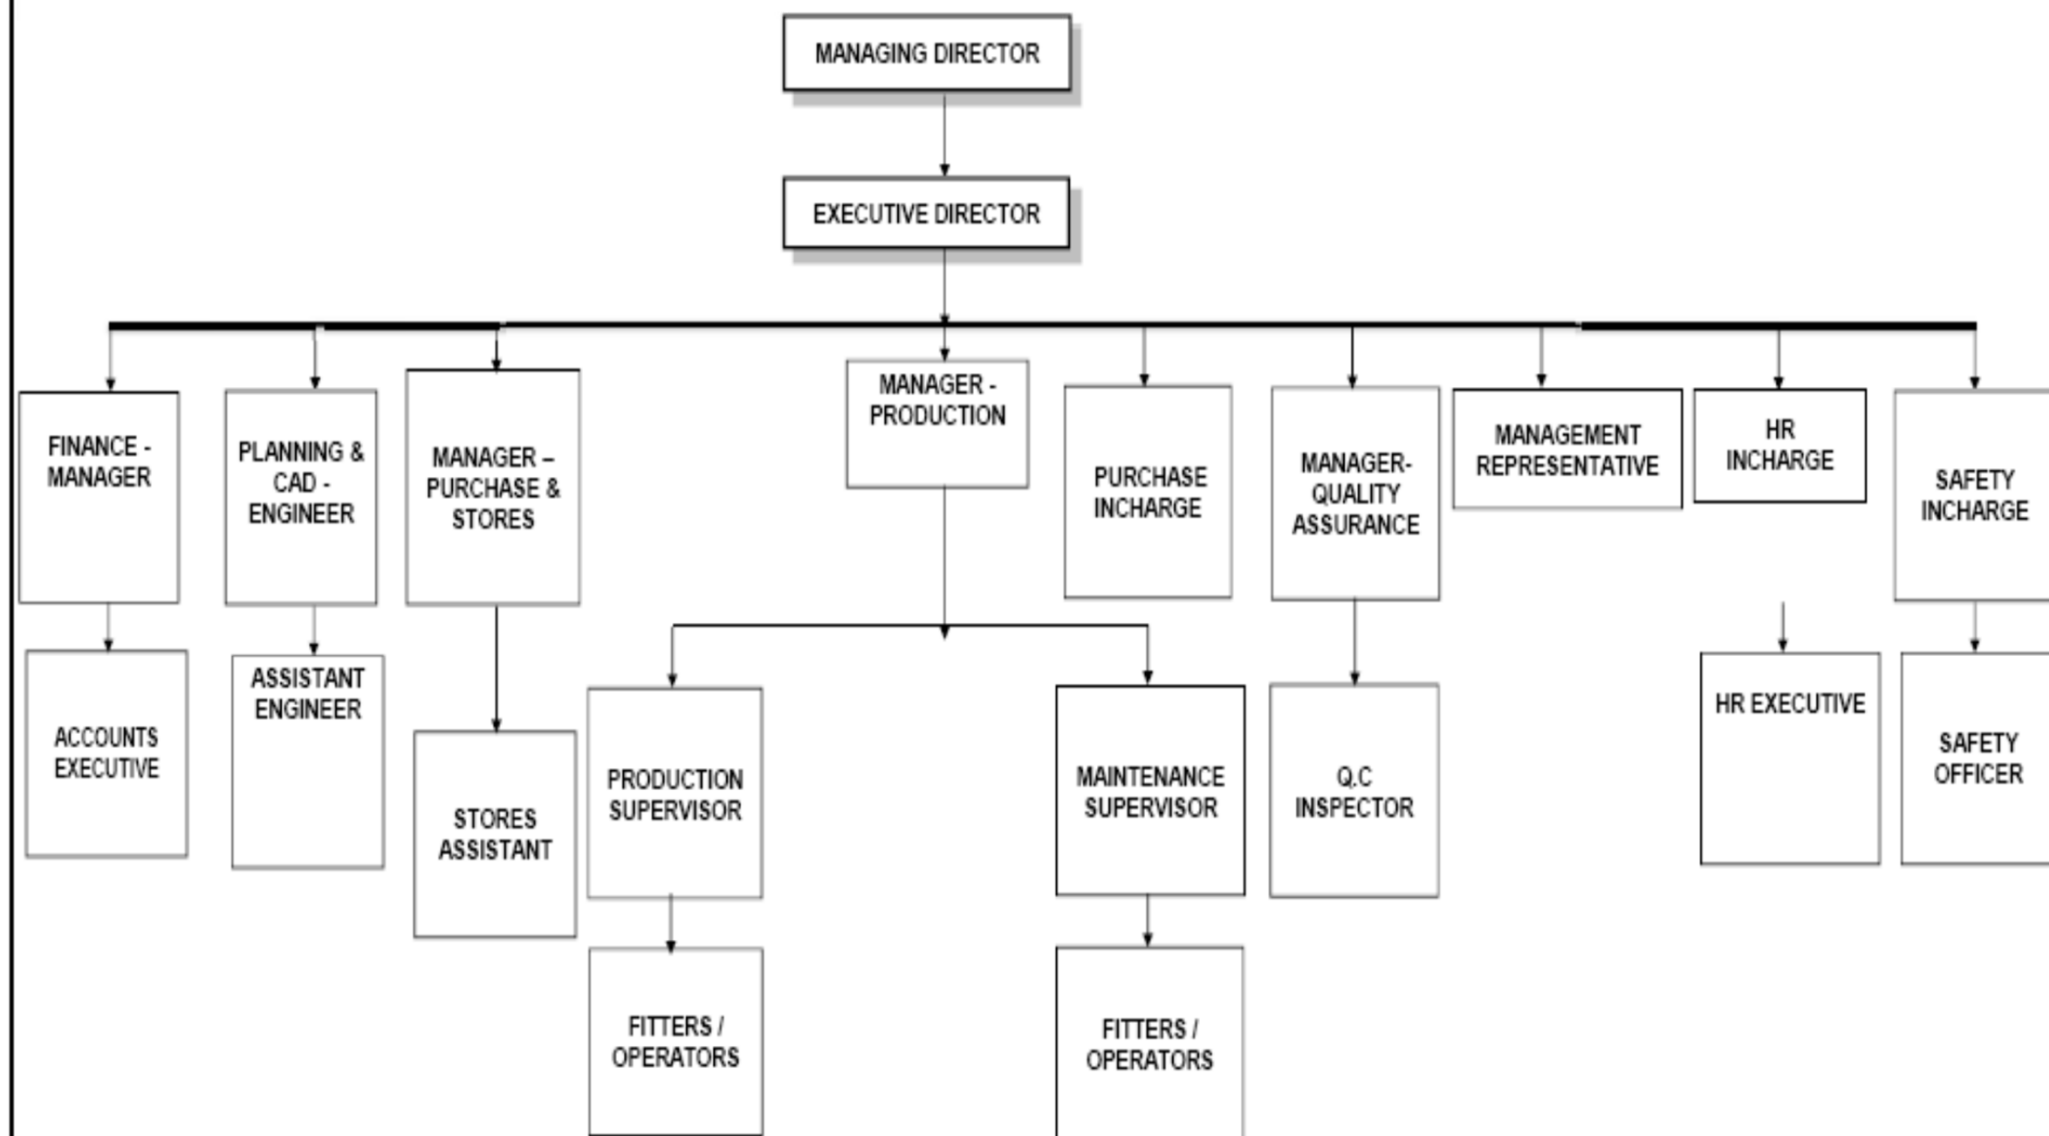 MANAGING DIRECTOR
EXECUTIVE DIRECTOR
FINANCE -
MANAGER
PLANNING &
CAD -
ENGINEER
MANAGER –
PURCHASE &
STORES
MANAGER -
PRODUCTION
PURCHASE
INCHARGE
MANAGER-
QUALITY
ASSURANCE
MANAGEMENT
REPRESENTATIVE
HR
INCHARGE
SAFETY
INCHARGE
ACCOUNTS
EXECUTIVE
ASSISTANT
ENGINEER
STORES
ASSISTANT
PRODUCTION
SUPERVISOR
MAINTENANCE
SUPERVISOR
Q.C
INSPECTOR
HR EXECUTIVE
SAFETY
OFFICER
FITTERS /
OPERATORS
FITTERS /
OPERATORS